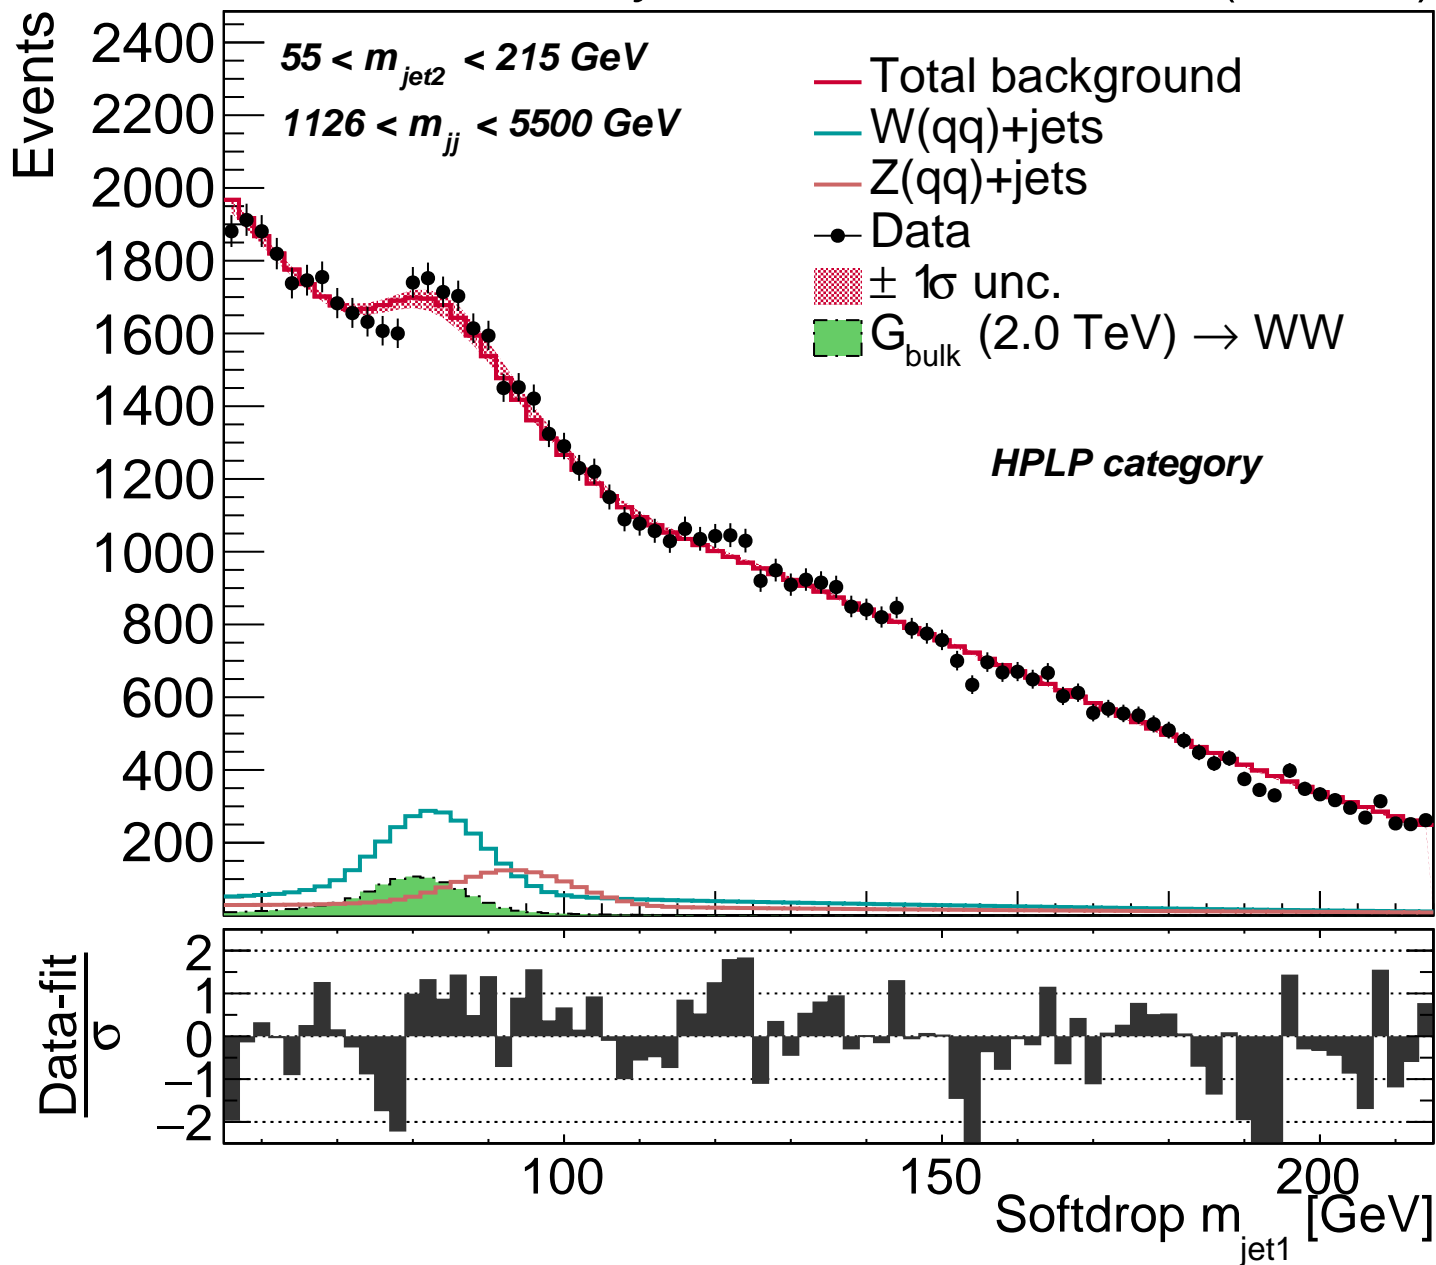 Events
2400
2200
2000
1800
1600
1400
1200
1000
800
600
400
200
55 < m_jet2 < 215 GeV
1126 < m_jj < 5500 GeV
Total background
W(qq)+jets
Z(qq)+jets
Data
± 1σ unc.
G_bulk (2.0 TeV) → WW
HPLP category
Data-fit
σ
2
1
0
−1
−2
100
150
200
Softdrop m_jet1 [GeV]